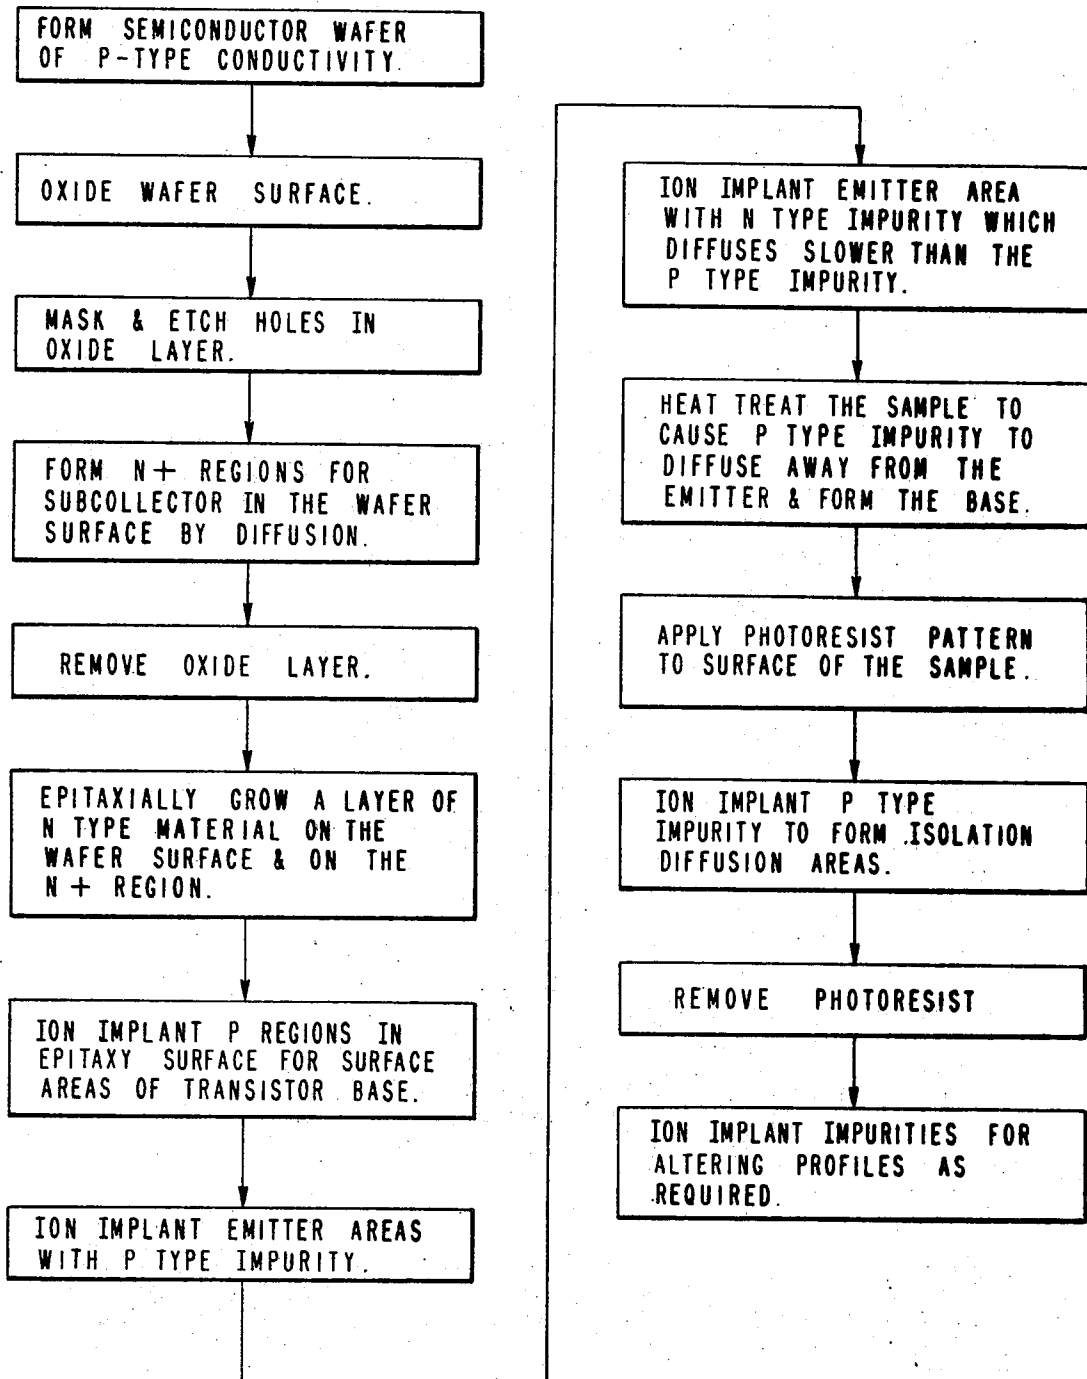 FORM SEMICONDUCTOR WAFER
OF P-TYPE CONDUCTIVITY.
OXIDE WAFER SURFACE.
MASK & ETCH HOLES IN
OXIDE LAYER.
FORM N+ REGIONS FOR
SUBCOLLECTOR IN THE WAFER
SURFACE BY DIFFUSION.
REMOVE OXIDE LAYER.
EPITAXIALLY GROW A LAYER OF
N TYPE MATERIAL ON THE
WAFER SURFACE & ON THE
N+ REGION.
ION IMPLANT P REGIONS IN
EPITAXY SURFACE FOR SURFACE
AREAS OF TRANSISTOR BASE.
ION IMPLANT EMITTER AREAS
WITH P TYPE IMPURITY.
ION IMPLANT EMITTER AREA
WITH N TYPE IMPURITY WHICH
DIFFUSES SLOWER THAN THE
P TYPE IMPURITY.
HEAT TREAT THE SAMPLE TO
CAUSE P TYPE IMPURITY TO
DIFFUSE AWAY FROM THE
EMITTER & FORM THE BASE.
APPLY PHOTORESIST PATTERN
TO SURFACE OF THE SAMPLE.
ION IMPLANT P TYPE
IMPURITY TO FORM ISOLATION
DIFFUSION AREAS.
REMOVE PHOTORESIST
ION IMPLANT IMPURITIES FOR
ALTERING PROFILES AS
REQUIRED.